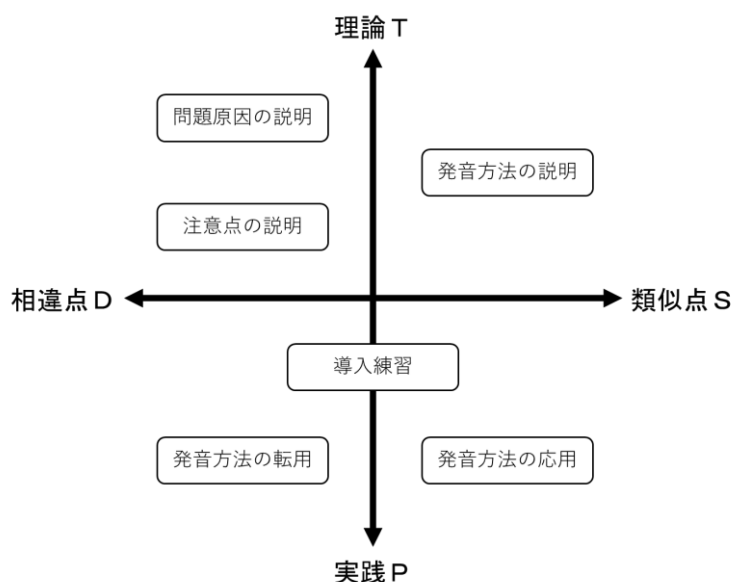 理論T
問題原因の説明
発音方法の説明
注意点の説明
相違点D
類似点S
導入練習
発音方法の転用
発音方法の応用
実践P